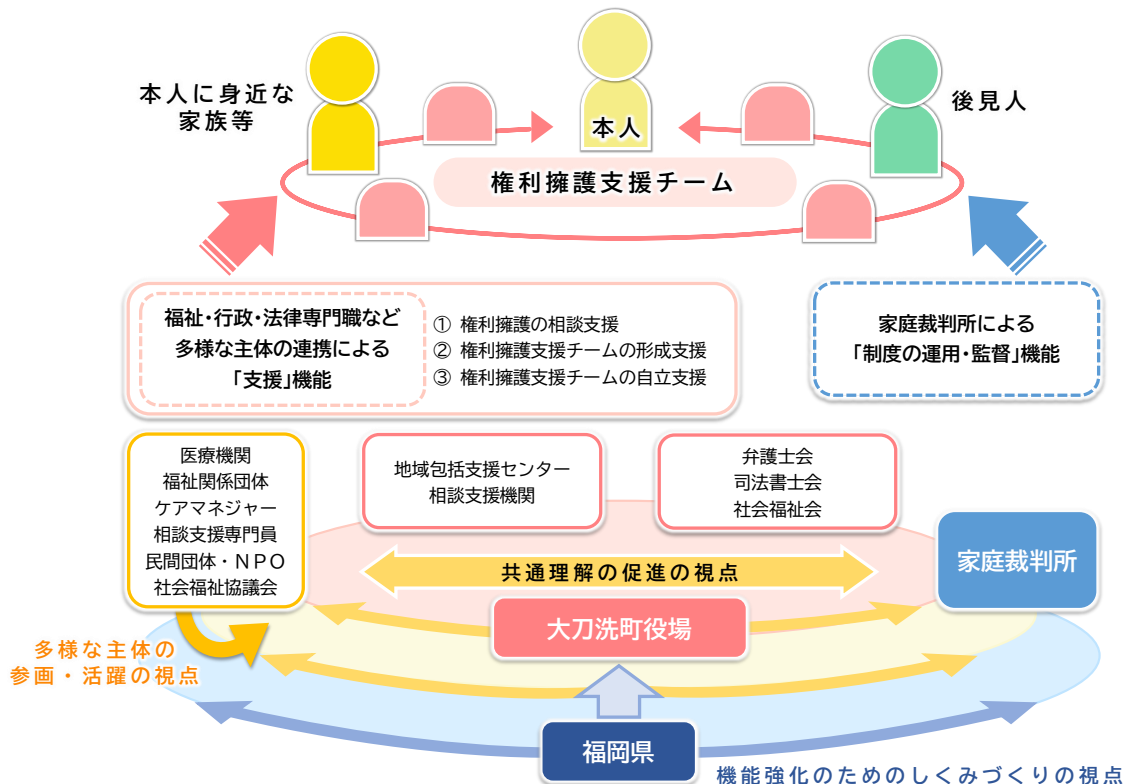 本人に身近な
家族等
本人
後見人
権利擁護支援チーム
福祉・行政・法律専門職など
多様な主体の連携による
「支援」機能
① 権利擁護の相談支援
② 権利擁護支援チームの形成支援
③ 権利擁護支援チームの自立支援
家庭裁判所による
「制度の運用・監督」機能
医療機関
福祉関係団体
ケアマネジャー
相談支援専門員
民間団体・ＮＰＯ
社会福祉協議会
地域包括支援センター
相談支援機関
弁護士会
司法書士会
社会福祉会
家庭裁判所
共通理解の促進の視点
大刀洗町役場
多様な主体の
参画・活躍の視点
福岡県
機能強化のためのしくみづくりの視点